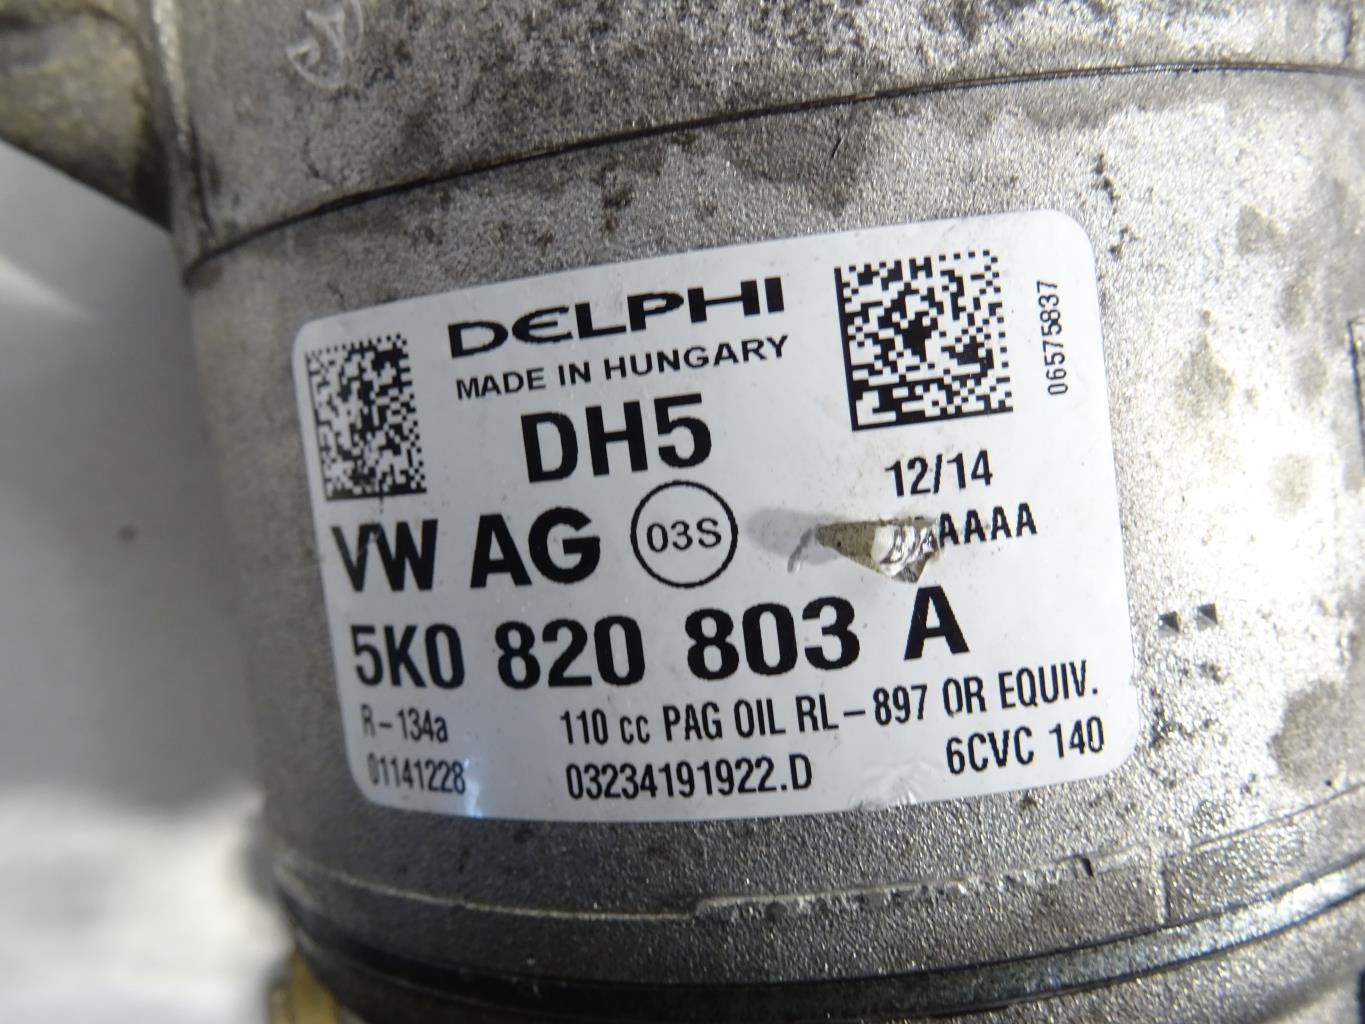 DELPHI
MADE IN HUNGARY
06575837
DH5
12/14
VW AG 03S
AAAA
5K0 820 803 A
R-134a 110 cc PAG OIL RL-897 OR EQUIV.
01141228 03234191922.D 6CVC 140